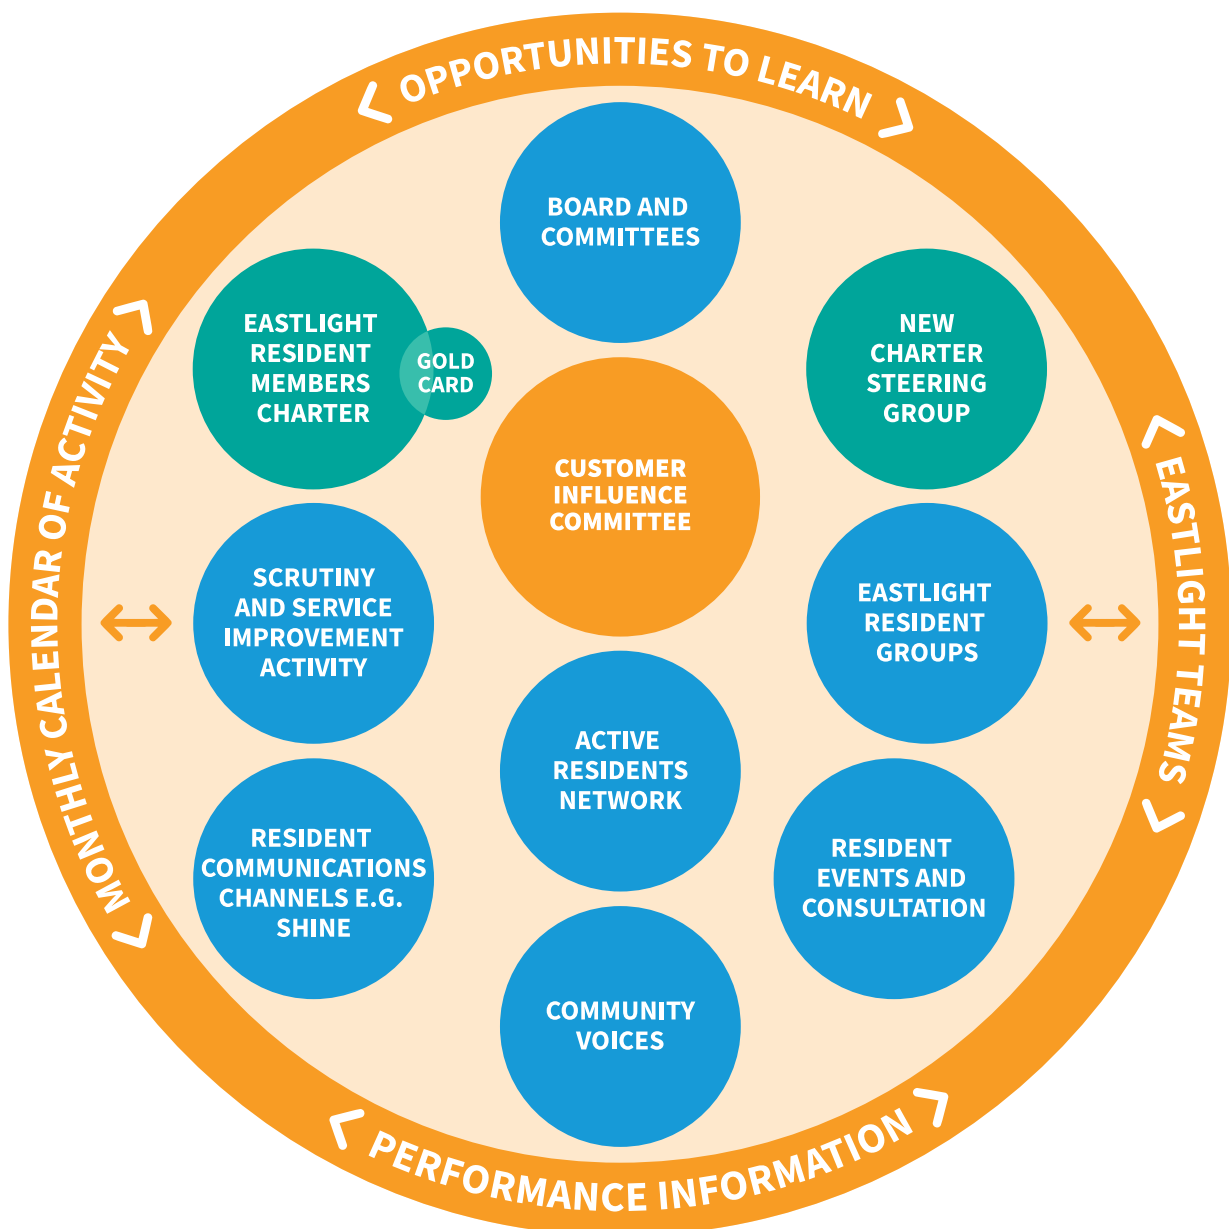 OPPORTUNITIES TO LEARN
BOARD AND
COMMITTEES
EASTLIGHT
RESIDENT
MEMBERS
CHARTER
GOLD
CARD
NEW
CHARTER
STEERING
GROUP
CUSTOMER
INFLUENCE
COMMITTEE
MONTHLY CALENDAR OF ACTIVITY
EASTLIGHT TEAMS
SCRUTINY
AND SERVICE
IMPROVEMENT
ACTIVITY
EASTLIGHT
RESIDENT
GROUPS
ACTIVE
RESIDENTS
NETWORK
RESIDENT
COMMUNICATIONS
CHANNELS E.G.
SHINE
RESIDENT
EVENTS AND
CONSULTATION
COMMUNITY
VOICES
PERFORMANCE INFORMATION